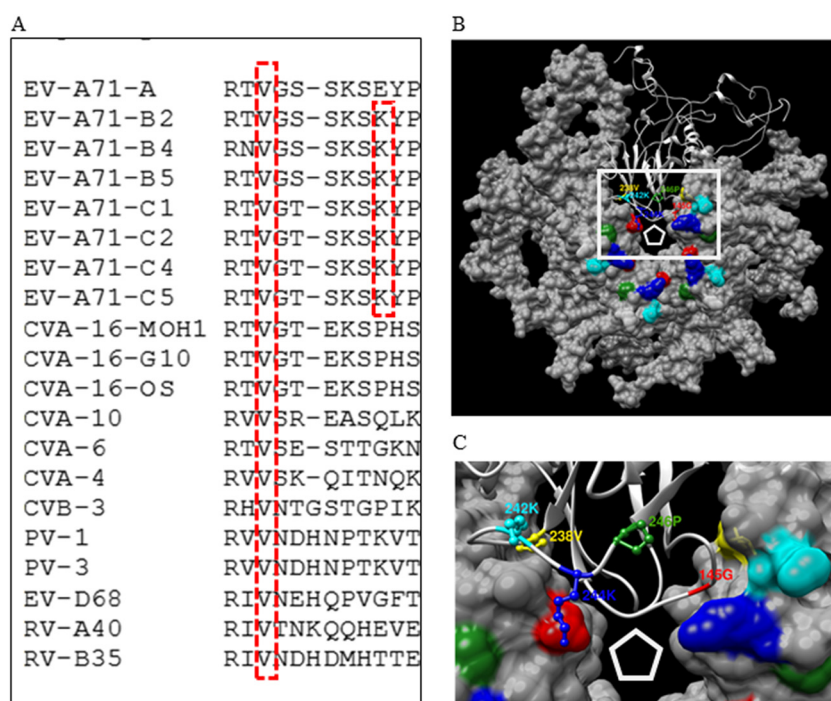 A
EV-A71-A RTVGS-SKSEYP
EV-A71-B2 RTVGS-SKSKYP
EV-A71-B4 RNVGS-SKSKYP
EV-A71-B5 RTVGS-SKSKYP
EV-A71-C1 RTVGT-SKSKYP
EV-A71-C2 RTVGT-SKSKYP
EV-A71-C4 RTVGT-SKSKYP
EV-A71-C5 RTVGT-SKSKYP
CVA-16-MOH1 RTVGT-EKSPHS
CVA-16-G10 RTVGT-EKSPHS
CVA-16-OS RTVGT-EKSPHS
CVA-10 RVVSR-EASQLK
CVA-6 RTVSE-STTGKN
CVA-4 RVVSK-QITNQK
CVB-3 RHVNTGSTGPIK
PV-1 RVVNDHNPTKVT
PV-3 RVVNDHNPTKVT
EV-D68 RIVNEHQPVGFT
RV-A40 RIVTNKQQHEVE
RV-B35 RIVNDHDMHTTE
B
238V
242K
246P
C
242K
238V
246P
244K
145G